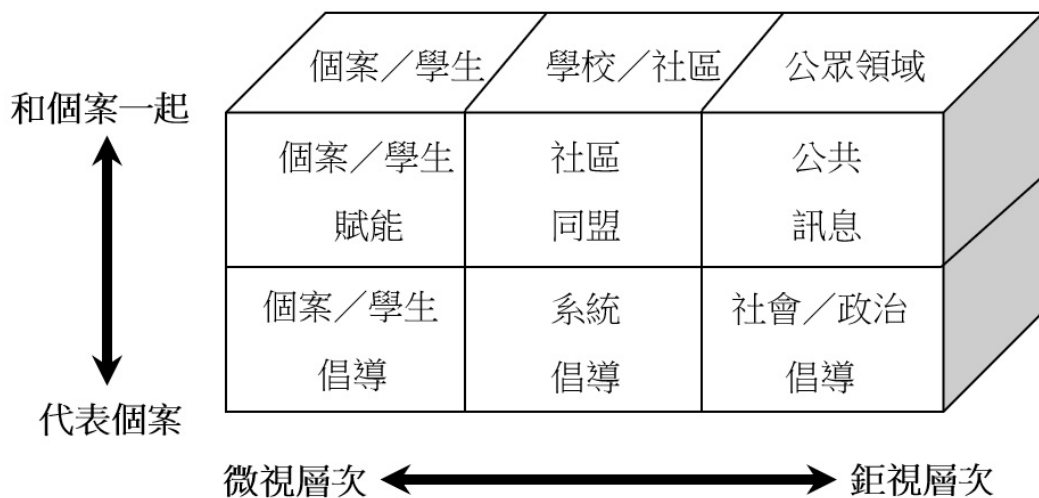 個案／學生
學校／社區
公眾領域
和個案一起
個案／學生
賦能
社區
同盟
公共
訊息
個案／學生
倡導
系統
倡導
社會／政治
倡導
代表個案
微視層次
鉅視層次